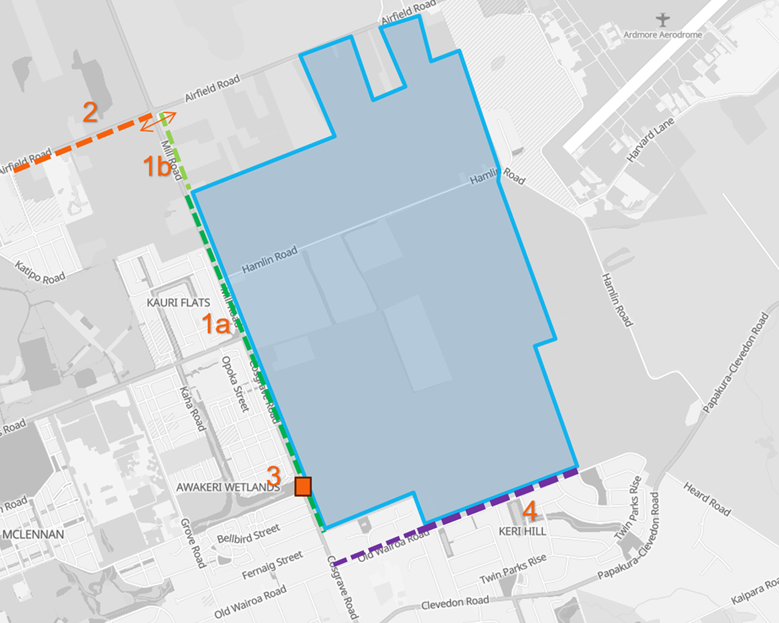 Airfield Road
Ardmore Aerodrome
Airfield Road
2
Harvard Lane
Airfield Road
1b
Mill Road
Hamlin Road
Katipo Road
Hamlin Road
KAURI FLATS
Hamlin Road
Mill Road
1a
Papakura-Clevedon Road
Opoka Street
Cosgrave Road
Kaha Road
Road
3
AWAKERI WETLANDS
Heard Road
Road
4
Twin Parks Rise
MCLENNAN
Grove Road
Bellbird Street
Old Wairoa Road
KERI HILL
Papakura-Clevedon Road
Fernaig Street
Twin Parks Rise
Cosgrave Road
Old Wairoa Road
Clevedon Road
Kaipara Ro